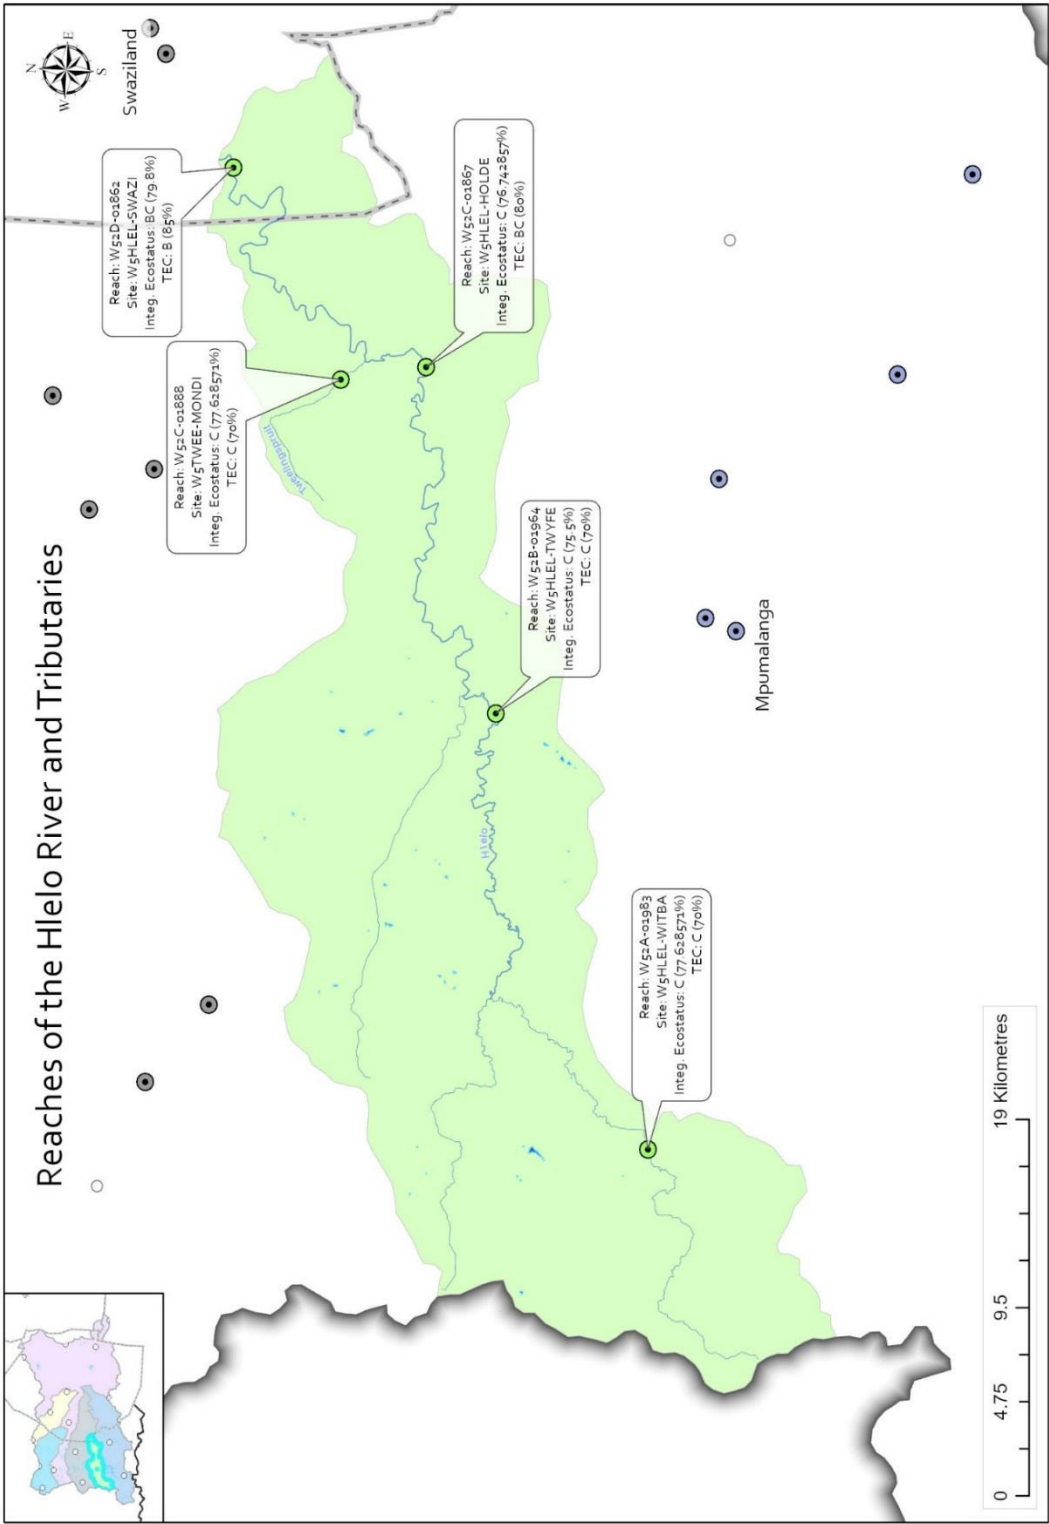 Reaches of the Hlelo River and Tributaries
N
E
S
W
Swaziland
Reach: W52D-01862
Site: W5HLEL-SWAZI
Integ. Ecostatus: BC (79.8%)
TEC: B (85%)
Reach: W52C-01888
Site: W5TWEE-MONDI
Integ. Ecostatus: C (77.628571%)
TEC: C (70%)
Tweelingspruit
Reach: W52C-01867
Site: W5HLEL-HOLDE
Integ. Ecostatus: C (76.742857%)
TEC: BC (80%)
Reach: W52B-01964
Site: W5HLEL-TWYFE
Integ. Ecostatus: C (75.5%)
TEC: C (70%)
Hlelo
Reach: W52A-01983
Site: W5HLEL-WITBA
Integ. Ecostatus: C (77.628571%)
TEC: C (70%)
Mpumalanga
0 4.75 9.5 19 Kilometres